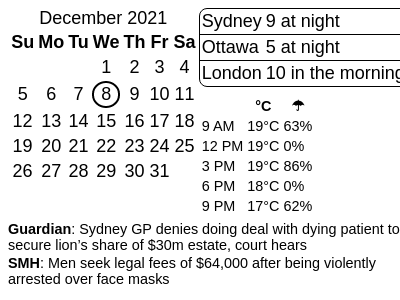 December 2021
Su Mo Tu We Th Fr Sa
1 2 3 4
5 6 7 8 9 10 11
12 13 14 15 16 17 18
19 20 21 22 23 24 25
26 27 28 29 30 31
Sydney 9 at night
Ottawa 5 at night
London 10 in the morning
°C ☂
9 AM 19°C 63%
12 PM 19°C 0%
3 PM 19°C 86%
6 PM 18°C 0%
9 PM 17°C 62%
Guardian: Sydney GP denies doing deal with dying patient to
secure lion’s share of $30m estate, court hears
SMH: Men seek legal fees of $64,000 after being violently
arrested over face masks